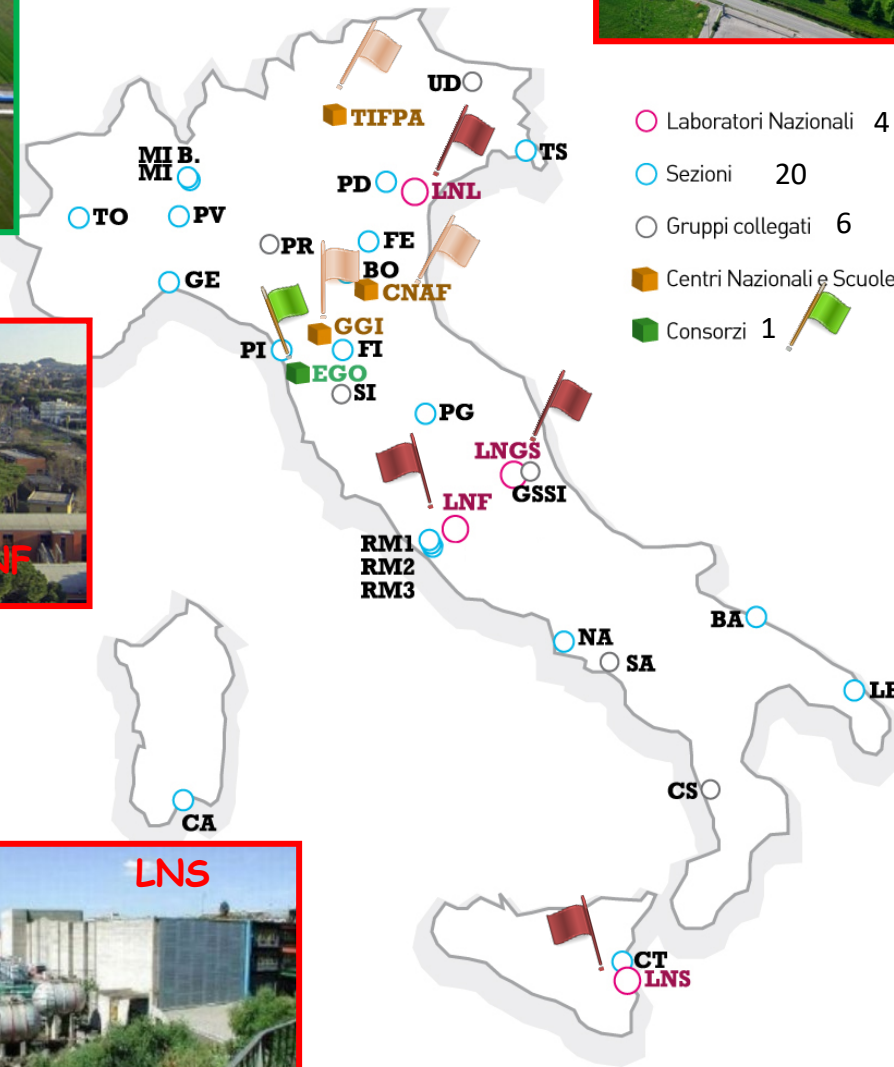 UD
TIFPA
Laboratori Nazionali 4
MI B.
MI
TS
PD
LNL
Sezioni 20
TO
PV
Gruppi collegati 6
PR
FE
BO
GE
CNAF
Centri Nazionali e Scuole
GGI
Consorzi 1
PI
FI
EGO
SI
PG
LNGS
GSSI
LNF
RM1
RM2
RM3
NA
BA
SA
CS
CA
LNS
CT
LNS